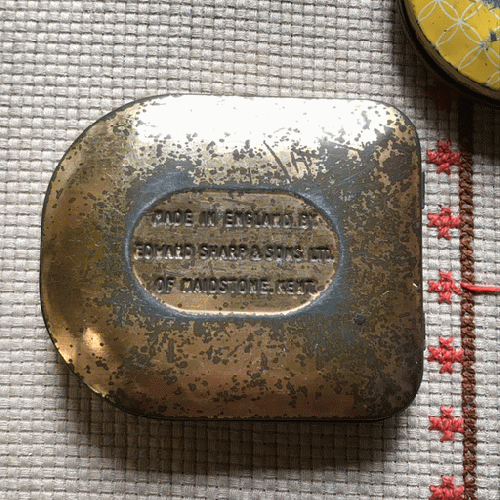 MADE IN ENGLAND BY
EDWARD SHARP & SONS LTD.
OF MAIDSTONE. KENT.